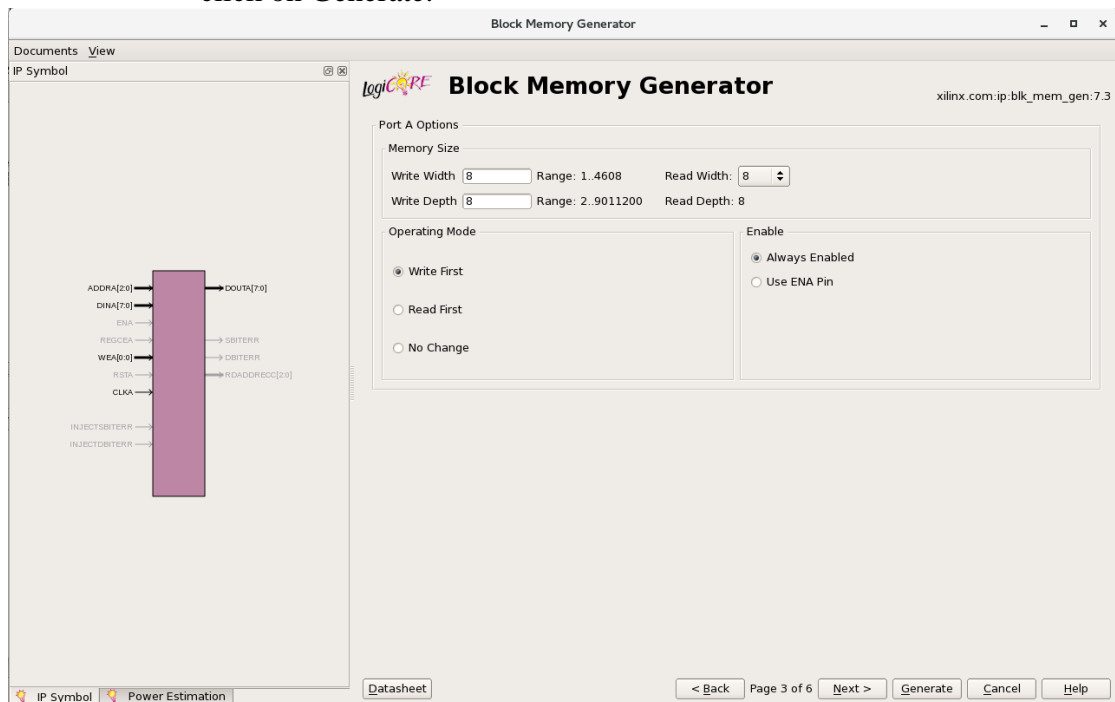 click on Generate.
Block Memory Generator
Documents View
IP Symbol
LogiCORE Block Memory Generator
xilinx.com:ip:blk_mem_gen:7.3
Port A Options
Memory Size
Write Width 8 Range: 1..4608 Read Width: 8
Write Depth 8 Range: 2..9011200 Read Depth: 8
Operating Mode
Write First
Read First
No Change
Enable
Always Enabled
Use ENA Pin
ADDRA[2:0] DOUTA[7:0]
DINA[7:0]
ENA
REGCEA SBITERR
WEA[0:0] DBITERR
RSTA RDADDRECC[2:0]
CLKA
INJECTSBITERR
INJECTDBITERR
IP Symbol Power Estimation
Datasheet < Back Page 3 of 6 Next > Generate Cancel Help